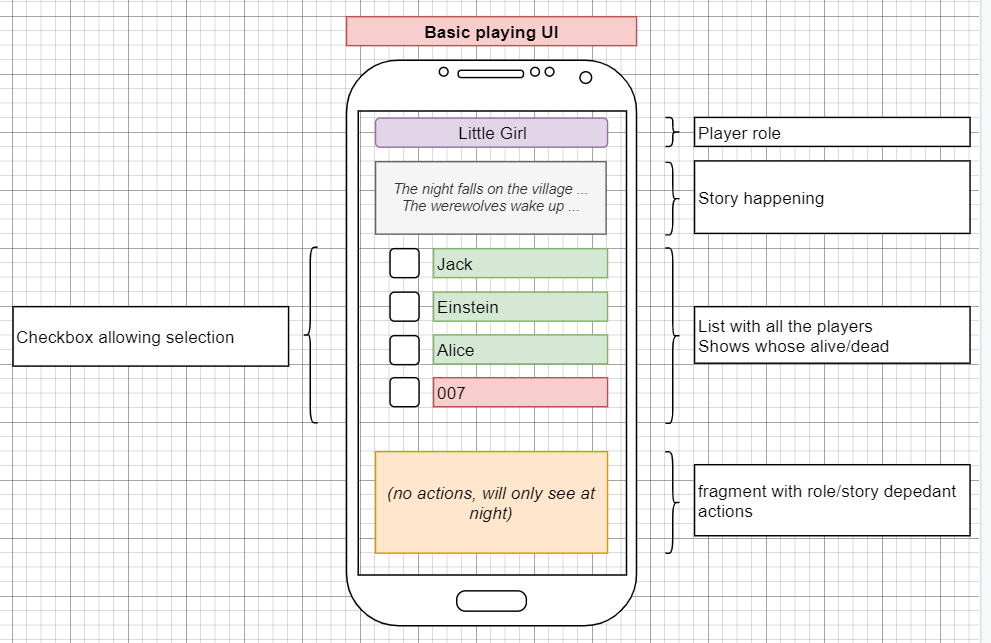 Basic playing UI
Little Girl
Player role
The night falls on the village ...
The werewolves wake up ...
Story happening
Jack
Einstein
Alice
007
Checkbox allowing selection
List with all the players
Shows whose alive/dead
(no actions, will only see at
night)
fragment with role/story depedant
actions